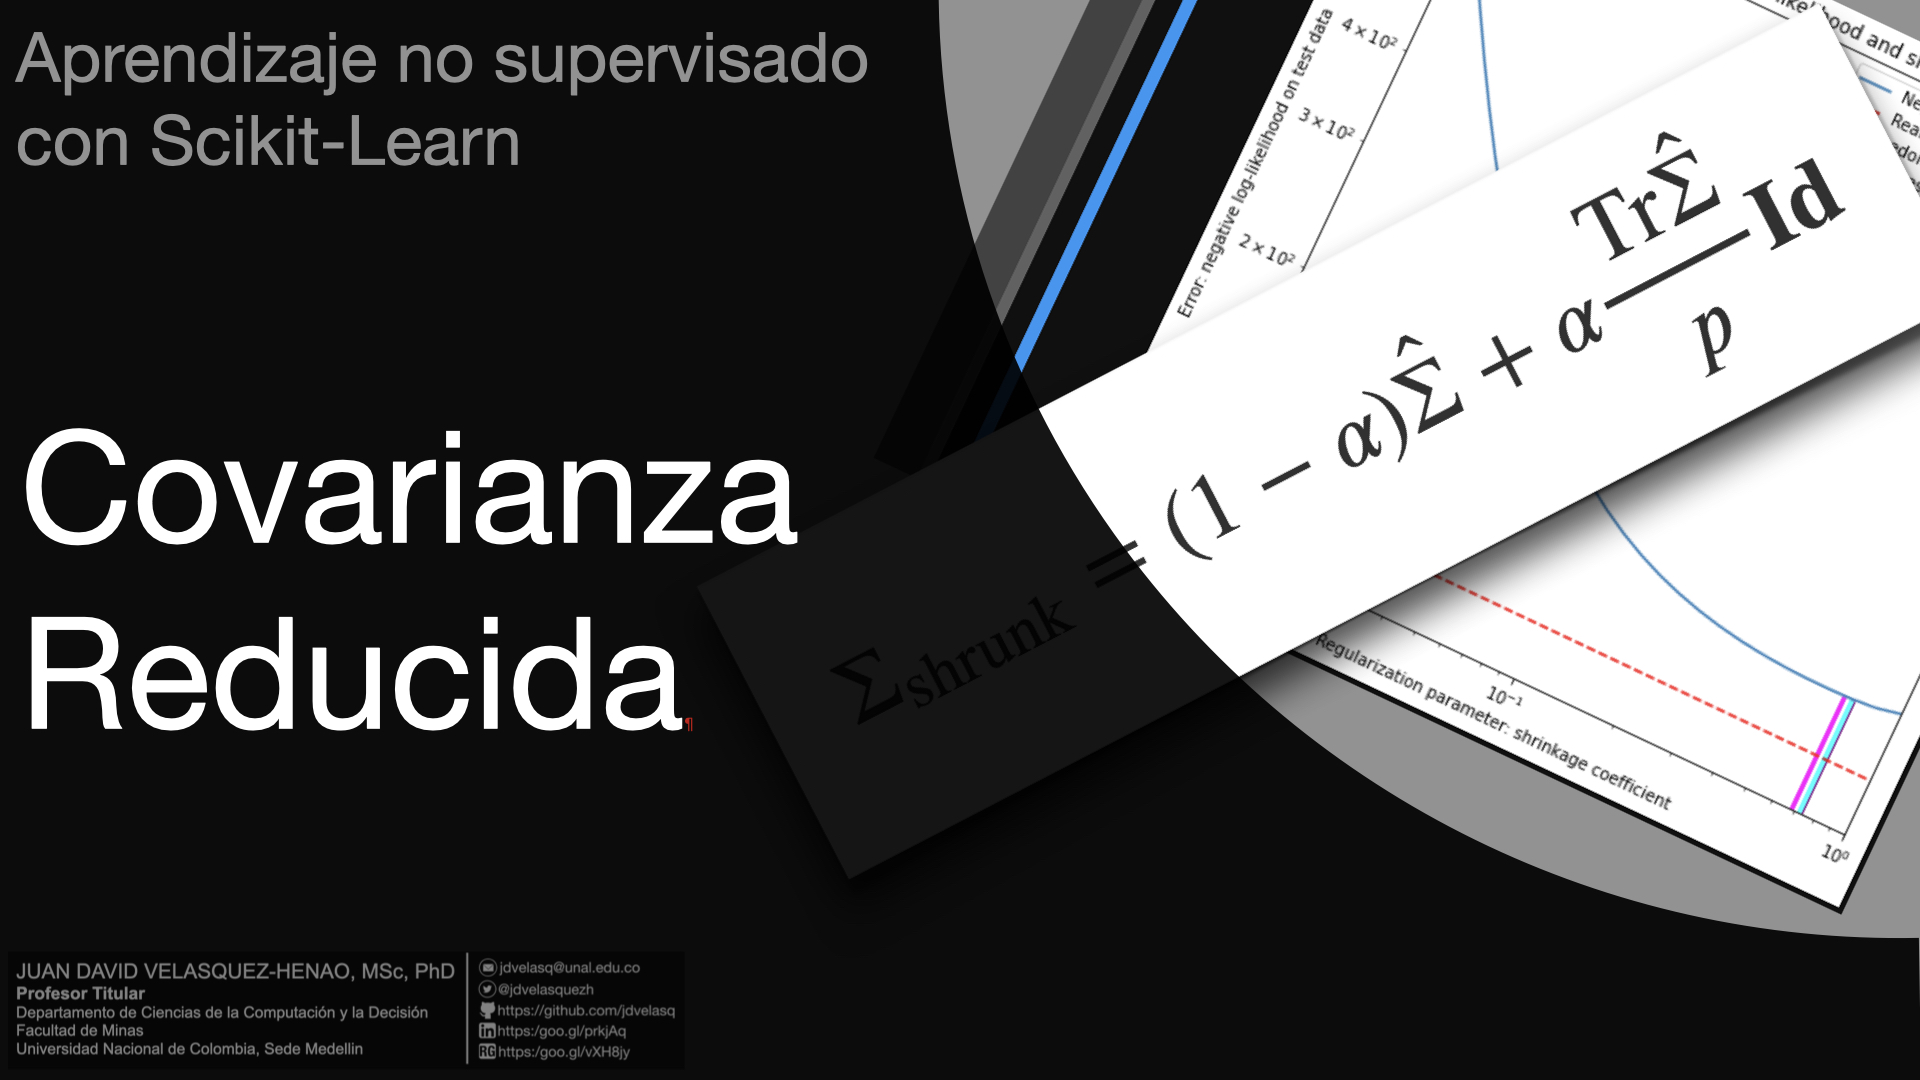 Aprendizaje no supervisado
con Scikit-Learn
Covarianza
Reducida
Σshrunk = (1 − α)Σ̂ + α TrΣ̂ / p Id
Error: negative log-likelihood on test data
4 × 10²
3 × 10²
2 × 10²
ood and
Regularization parameter: shrinkage coefficient
10⁻¹
10⁰
JUAN DAVID VELASQUEZ-HENAO, MSc, PhD
Profesor Titular
Departamento de Ciencias de la Computación y la Decisión
Facultad de Minas
Universidad Nacional de Colombia, Sede Medellin
jdvelasq@unal.edu.co
@jdvelasquezh
https://github.com/jdvelasq
https:/goo.gl/prkjAq
https:/goo.gl/vXH8jy